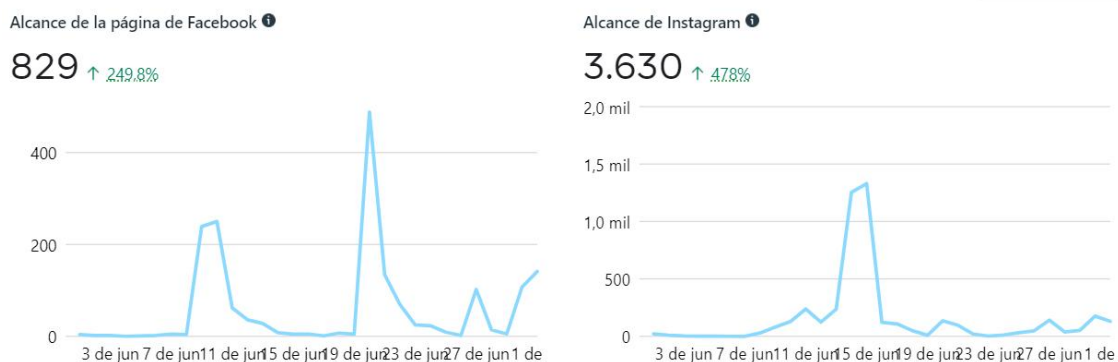 Alcance de la página de Facebook
829 ↑ 249.8%
400
200
0
3 de jun 7 de jun 11 de jun 15 de jun 19 de jun 23 de jun 27 de jun 1 de
Alcance de Instagram
3.630 ↑ 478%
2,0 mil
1,5 mil
1,0 mil
500
0
3 de jun 7 de jun 11 de jun 15 de jun 19 de jun 23 de jun 27 de jun 1 de